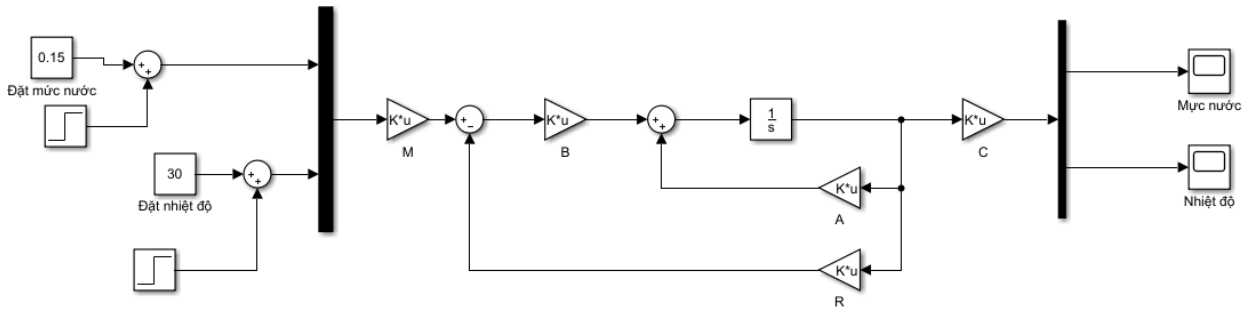 0.15
+
+
Đặt mức nước
30
+
+
Đặt nhiệt độ
K*u
M
+
−
K*u
B
+
+
1
s
K*u
C
K*u
A
K*u
R
Mực nước
Nhiệt độ